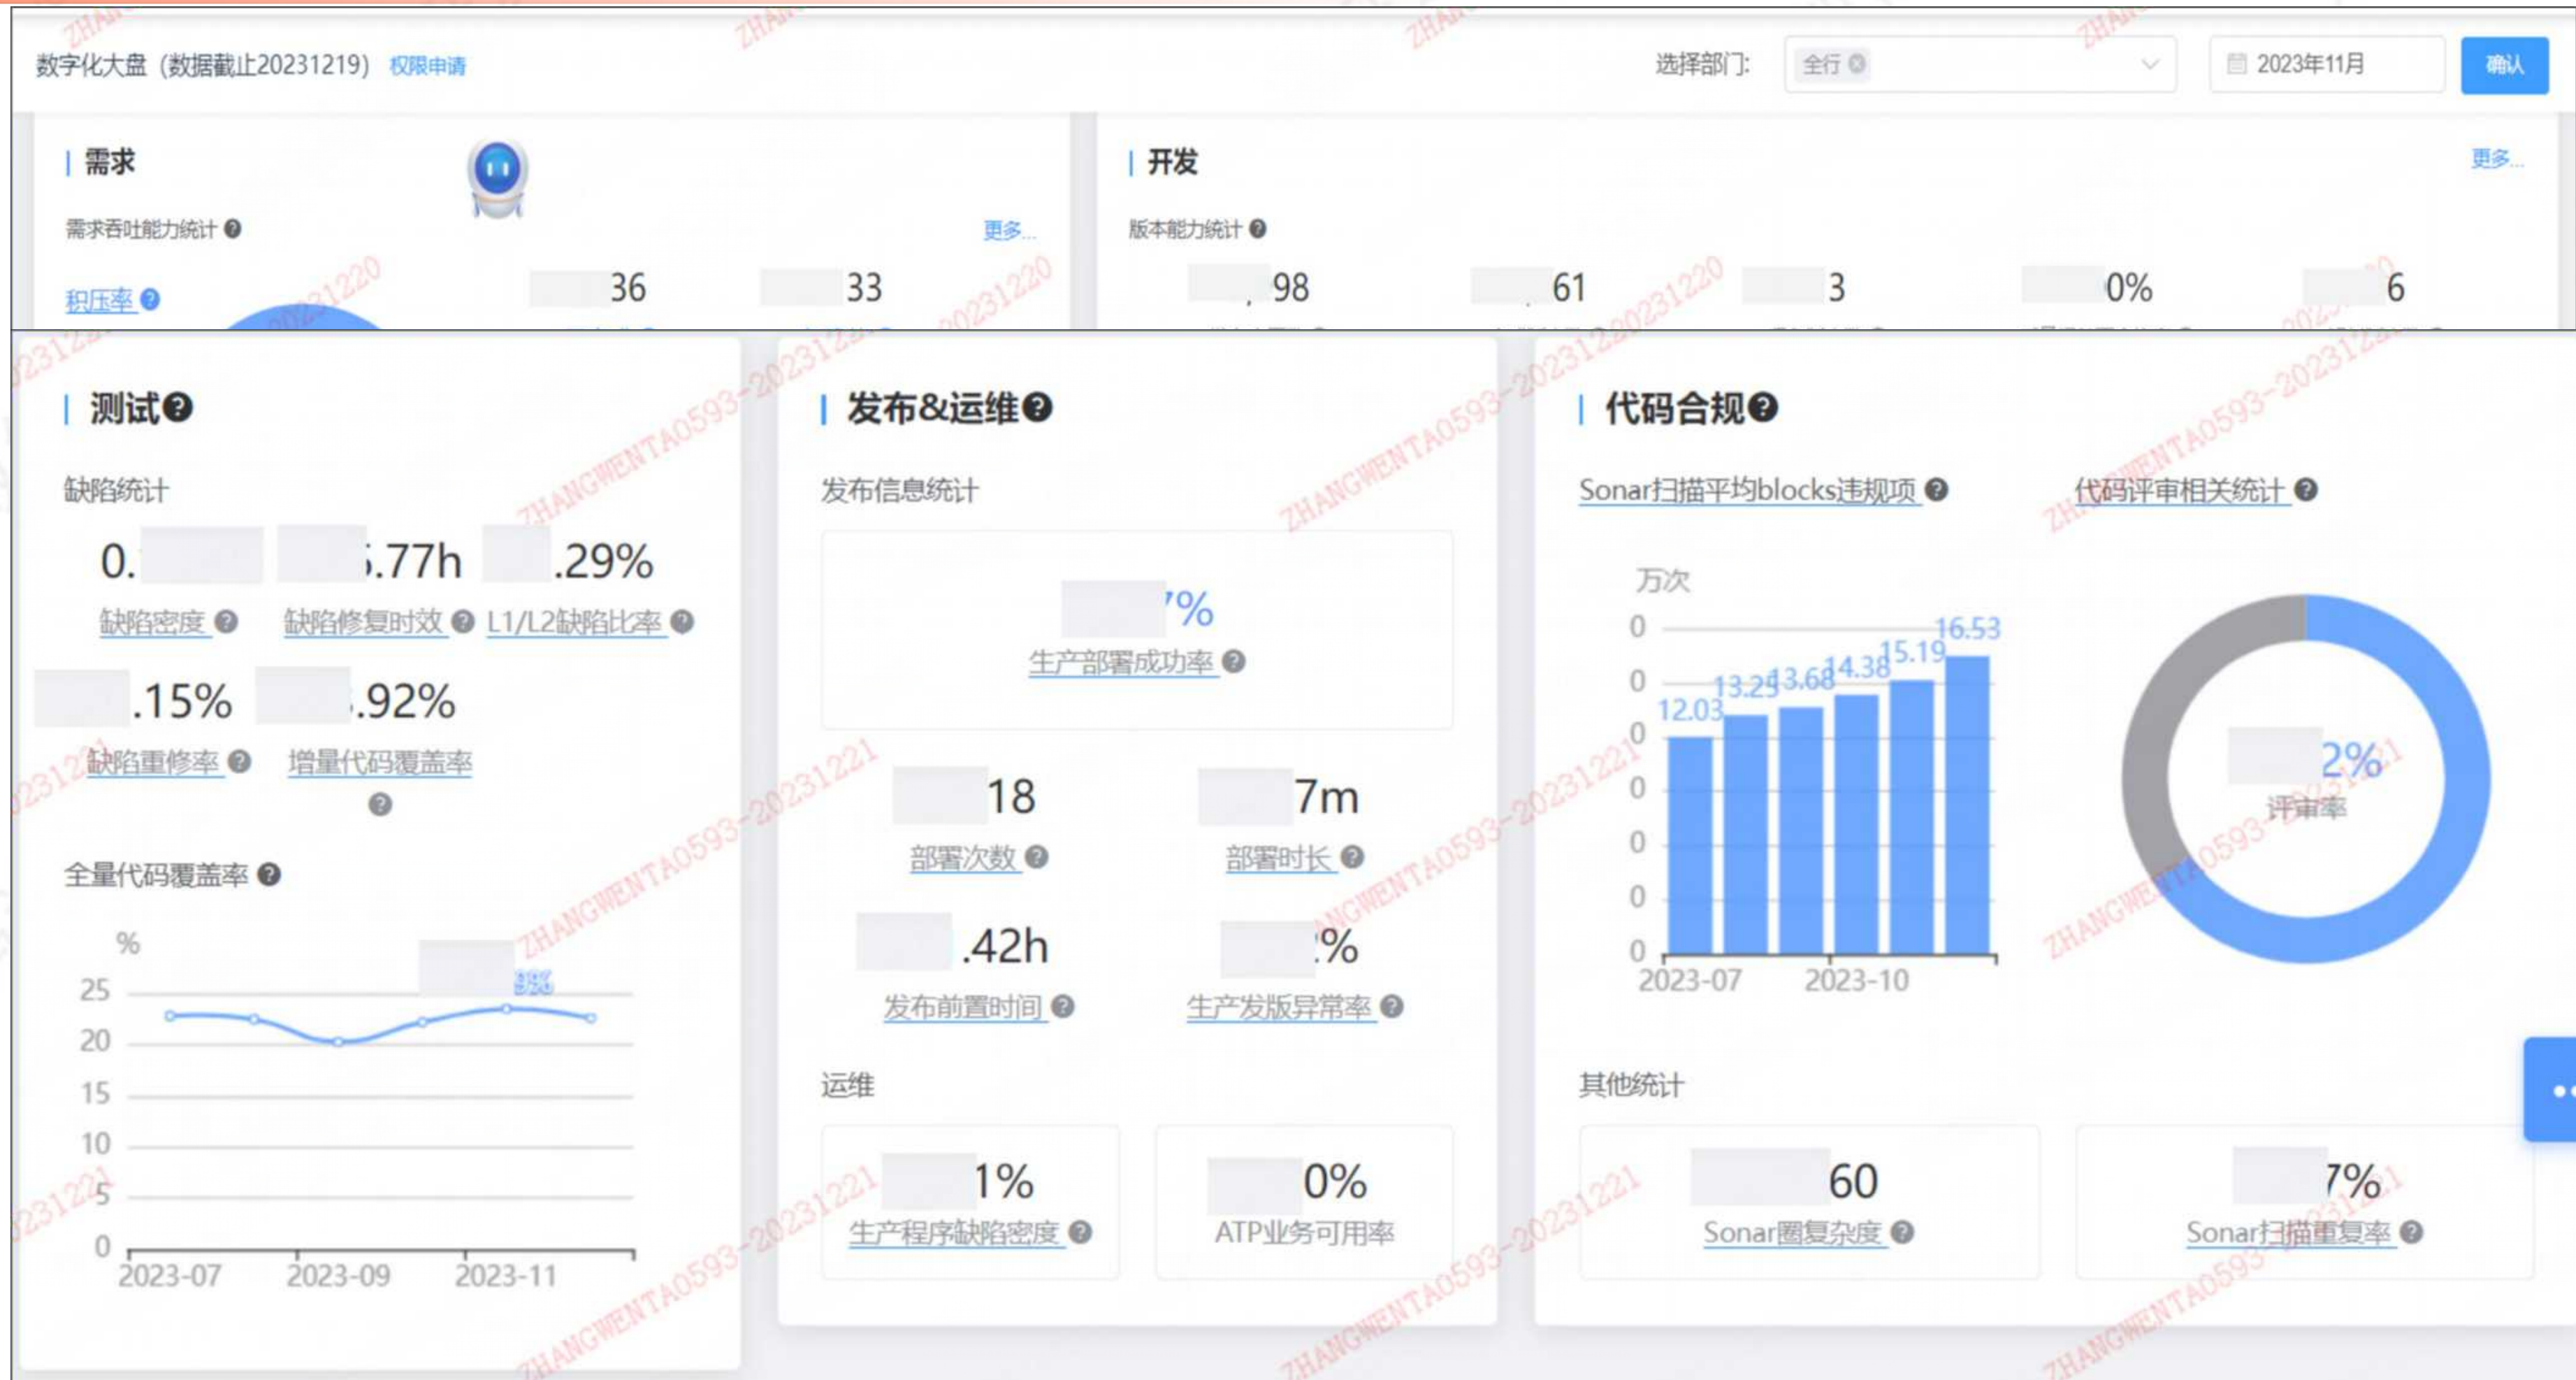 数字化大盘（数据截止20231219） 权限申请
选择部门: 全行 2023年11月 确认
需求
需求吞吐能力统计 更多...
积压率 36 33
开发 更多...
版本能力统计
98 61 3 0% 6
测试
缺陷统计
0. .77h .29%
缺陷密度 缺陷修复时效 L1/L2缺陷比率
.15% .92%
缺陷重修率 增量代码覆盖率
全量代码覆盖率
%
9%
25
20
15
10
5
0
2023-07 2023-09 2023-11
发布&运维
发布信息统计
7%
生产部署成功率
18 7m
部署次数 部署时长
.42h %
发布前置时间 生产发版异常率
运维
1% 0%
生产程序缺陷密度 ATP业务可用率
代码合规
Sonar扫描平均blocks违规项 代码评审相关统计
万次
0
0
0
0
0
0
0
12.03 13.25 13.68 14.38 15.19 16.53
2023-07 2023-10
2%
评审率
其他统计
60 7%
Sonar圈复杂度 Sonar扫描重复率
ZHANGWENTAO593-20231221